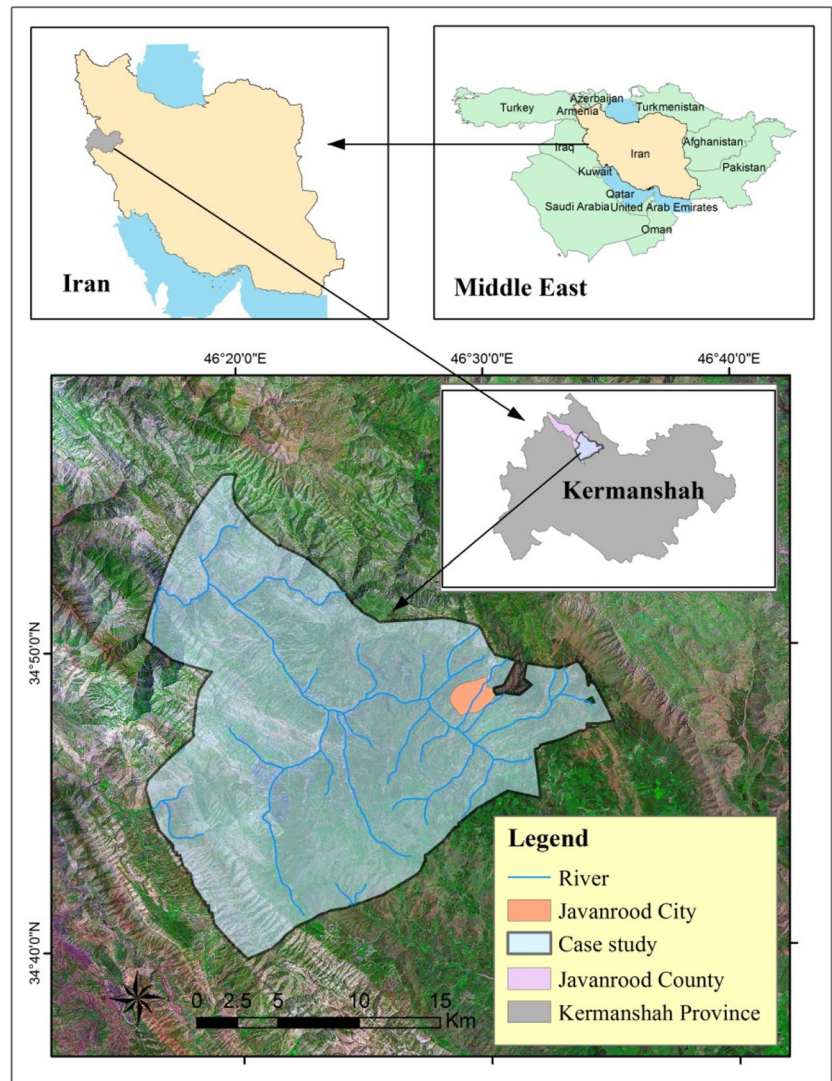 Iran
Turkey
Azerbaijan
Armenia
Turkmenistan
Iraq
Iran
Afghanistan
Kuwait
Pakistan
Qatar
Saudi Arabia
United Arab Emirates
Oman
Middle East
46°20'0"E
46°30'0"E
46°40'0"E
Kermanshah
34°50'0"N
34°40'0"N
Legend
River
Javanrood City
Case study
Javanrood County
Kermanshah Province
0 2.5 5 10 15
Km